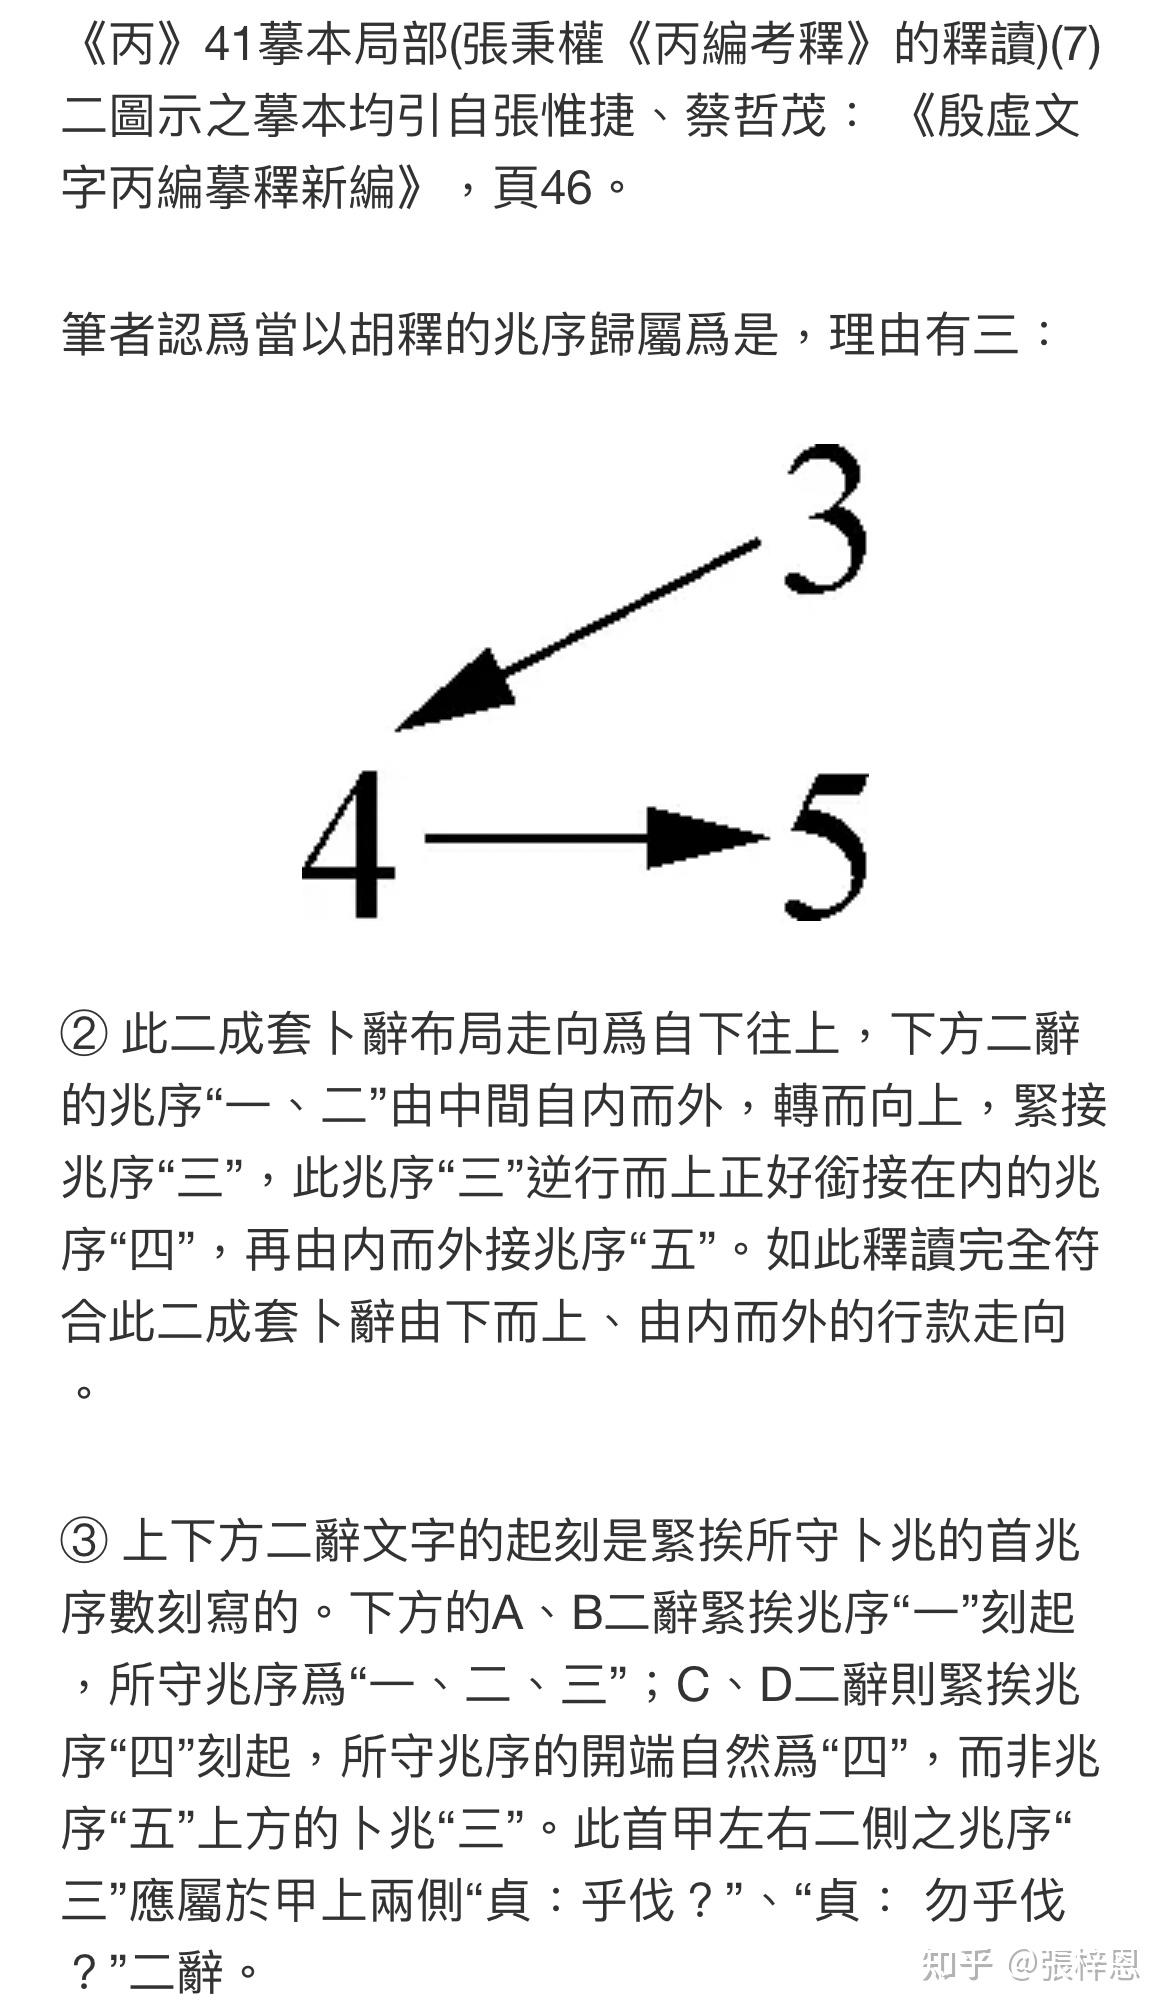 《丙》41摹本局部(張秉權《丙編考釋》的釋讀)(7)
二圖示之摹本均引自張惟捷、蔡哲茂：《殷虛文
字丙編摹釋新編》，頁46。
筆者認爲當以胡釋的兆序歸屬爲是，理由有三：
3
4
5
② 此二成套卜辭布局走向爲自下往上，下方二辭
的兆序“一、二”由中間自内而外，轉而向上，緊接
兆序“三”，此兆序“三”逆行而上正好銜接在内的兆
序“四”，再由内而外接兆序“五”。如此釋讀完全符
合此二成套卜辭由下而上、由内而外的行款走向
。
③ 上下方二辭文字的起刻是緊挨所守卜兆的首兆
序數刻寫的。下方的A、B二辭緊挨兆序“一”刻起
，所守兆序爲“一、二、三”；C、D二辭則緊挨兆
序“四”刻起，所守兆序的開端自然爲“四”，而非兆
序“五”上方的卜兆“三”。此首甲左右二側之兆序“
三”應屬於甲上兩側“貞：乎伐？”、“貞： 勿乎伐
？”二辭。
知乎 @張梓恩